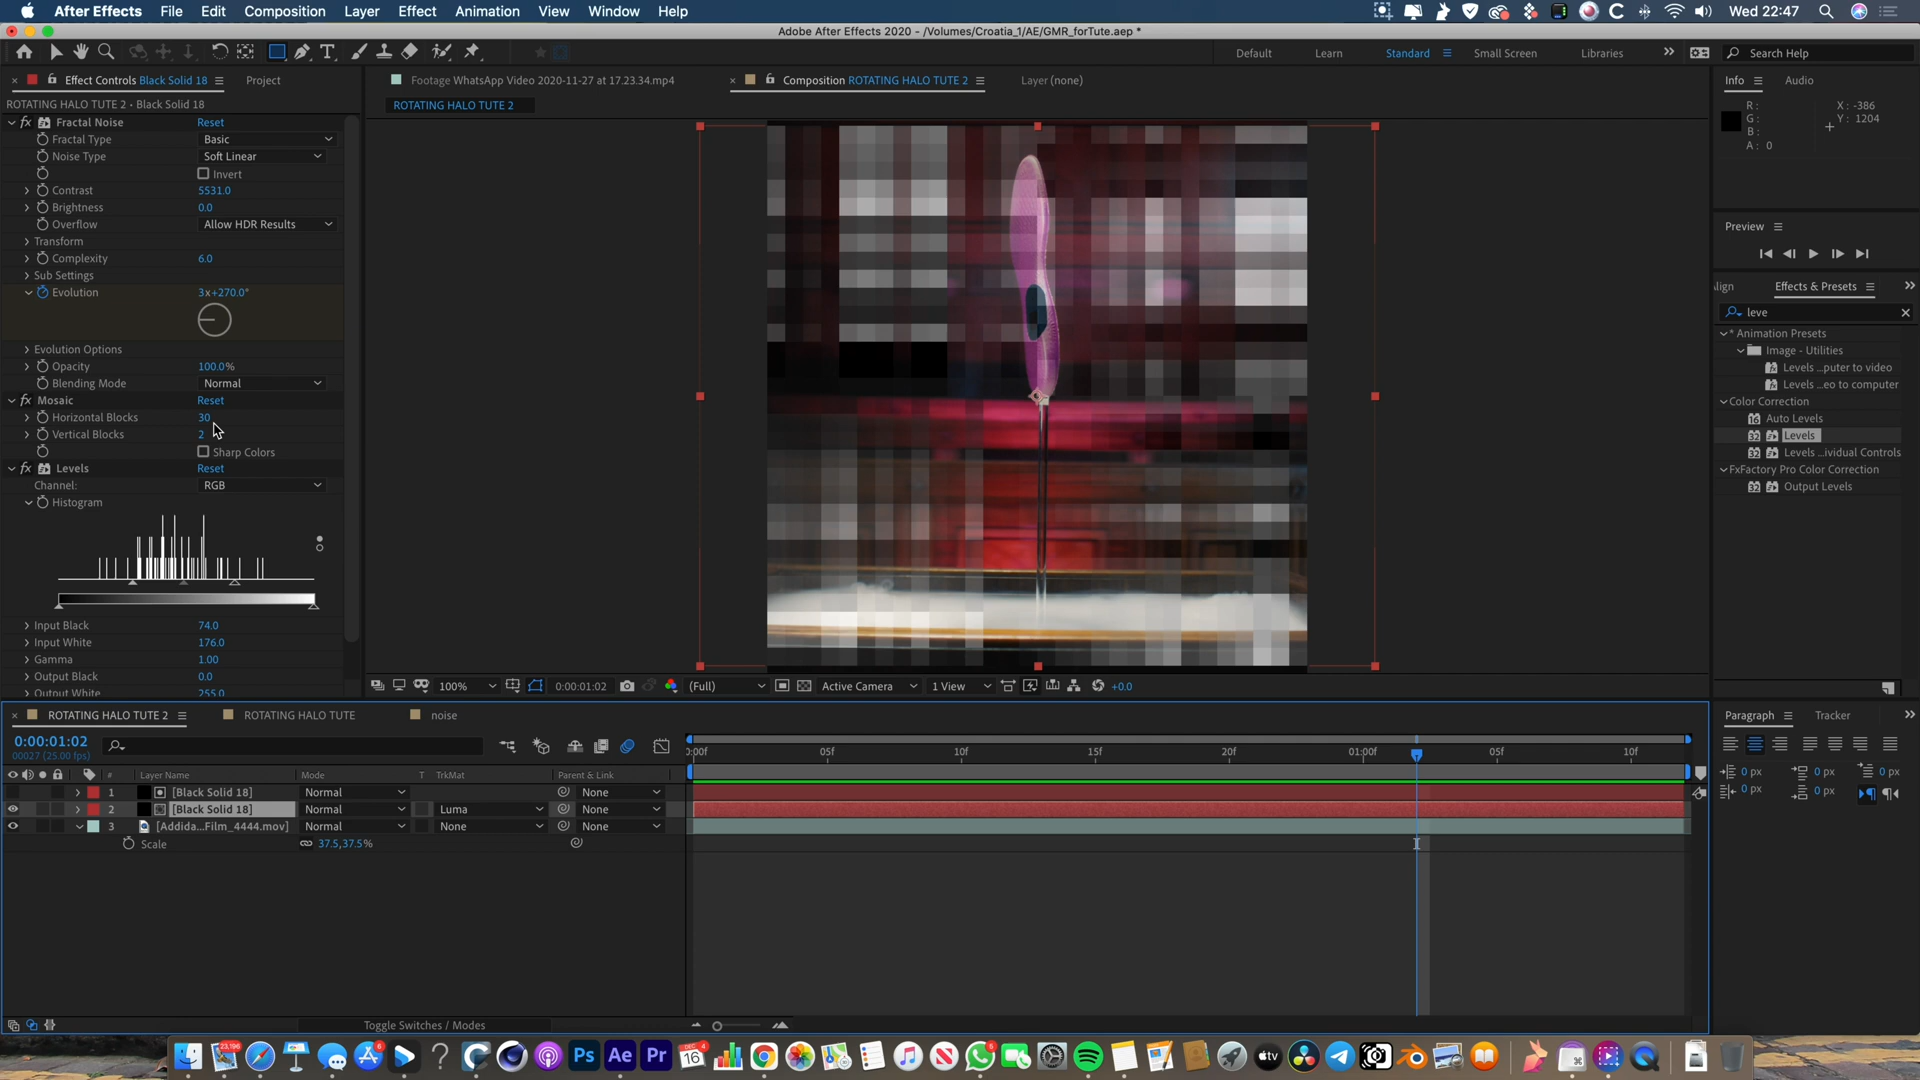 After Effects File Edit Composition Layer Effect Animation View Window Help Wed 22:47
Adobe After Effects 2020 - /Volumes/Croatia_1/AE/GMR_forTute.aep *
Default Learn Standard Small Screen Libraries Search Help
Effect Controls Black Solid 18 Project
Footage WhatsApp Video 2020-11-27 at 17.23.34.mp4
Composition ROTATING HALO TUTE 2
Layer (none)
Info Audio
ROTATING HALO TUTE 2 • Black Solid 18
ROTATING HALO TUTE 2
R: X: -386
G: Y: 1204
B:
A: 0
Fractal Noise Reset
Fractal Type Basic
Noise Type Soft Linear
Invert
Contrast 5531.0
Brightness 0.0
Overflow Allow HDR Results
Transform
Complexity 6.0
Sub Settings
Evolution 3x+270.0°
Evolution Options
Opacity 100.0%
Blending Mode Normal
Mosaic Reset
Horizontal Blocks 30
Vertical Blocks 2
Sharp Colors
Levels Reset
Channel: RGB
Histogram
Input Black 74.0
Input White 176.0
Gamma 1.00
Output Black 0.0
Output White 255.0
Preview
lign Effects & Presets
leve
* Animation Presets
Image - Utilities
Levels ...puter to video
Levels ...eo to computer
Color Correction
Auto Levels
Levels
Levels ...ividual Controls
FxFactory Pro Color Correction
Output Levels
100% 0:00:01:02 (Full) Active Camera 1 View +0.0
ROTATING HALO TUTE 2 ROTATING HALO TUTE noise
0:00:01:02
00027 (25.00 fps)
:00f 05f 10f 15f 20f 01:00f 05f 10f
# Layer Name Mode T TrkMat Parent & Link
1 [Black Solid 18] Normal None
2 [Black Solid 18] Normal Luma None
3 [Addida...Film_4444.mov] Normal None None
Scale 37.5,37.5%
Toggle Switches / Modes
Paragraph Tracker
0 px 0 px 0 px
0 px 0 px
23,196
6
Ps Ae Pr
DEC
16
4
5
tv